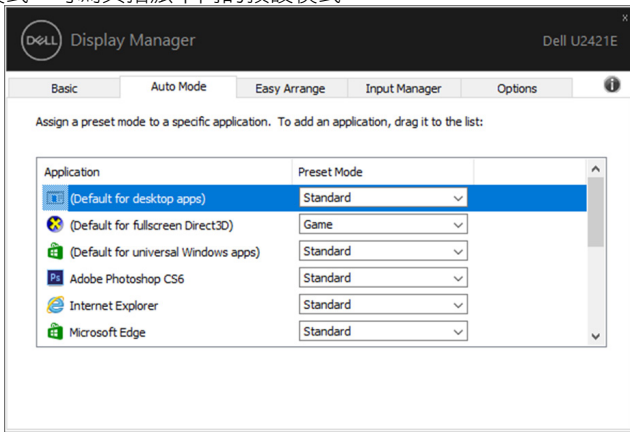 DELL Display Manager
Dell U2421E
Basic Auto Mode Easy Arrange Input Manager Options
Assign a preset mode to a specific application. To add an application, drag it to the list:
Application Preset Mode
(Default for desktop apps) Standard
(Default for fullscreen Direct3D) Game
(Default for universal Windows apps) Standard
Ps Adobe Photoshop CS6 Standard
Internet Explorer Standard
Microsoft Edge Standard